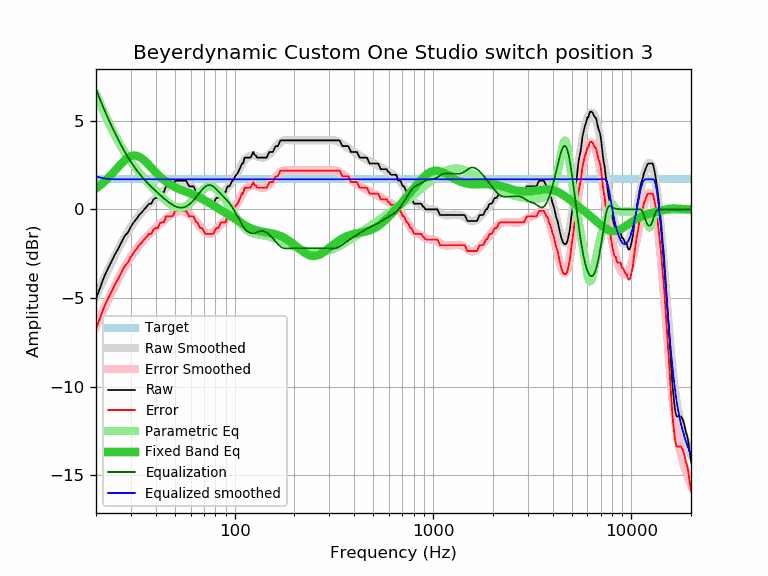 Beyerdynamic Custom One Studio switch position 3
Amplitude (dBr)
5
0
−5
−10
−15
Target
Raw Smoothed
Error Smoothed
Raw
Error
Parametric Eq
Fixed Band Eq
Equalization
Equalized smoothed
100
1000
10000
Frequency (Hz)